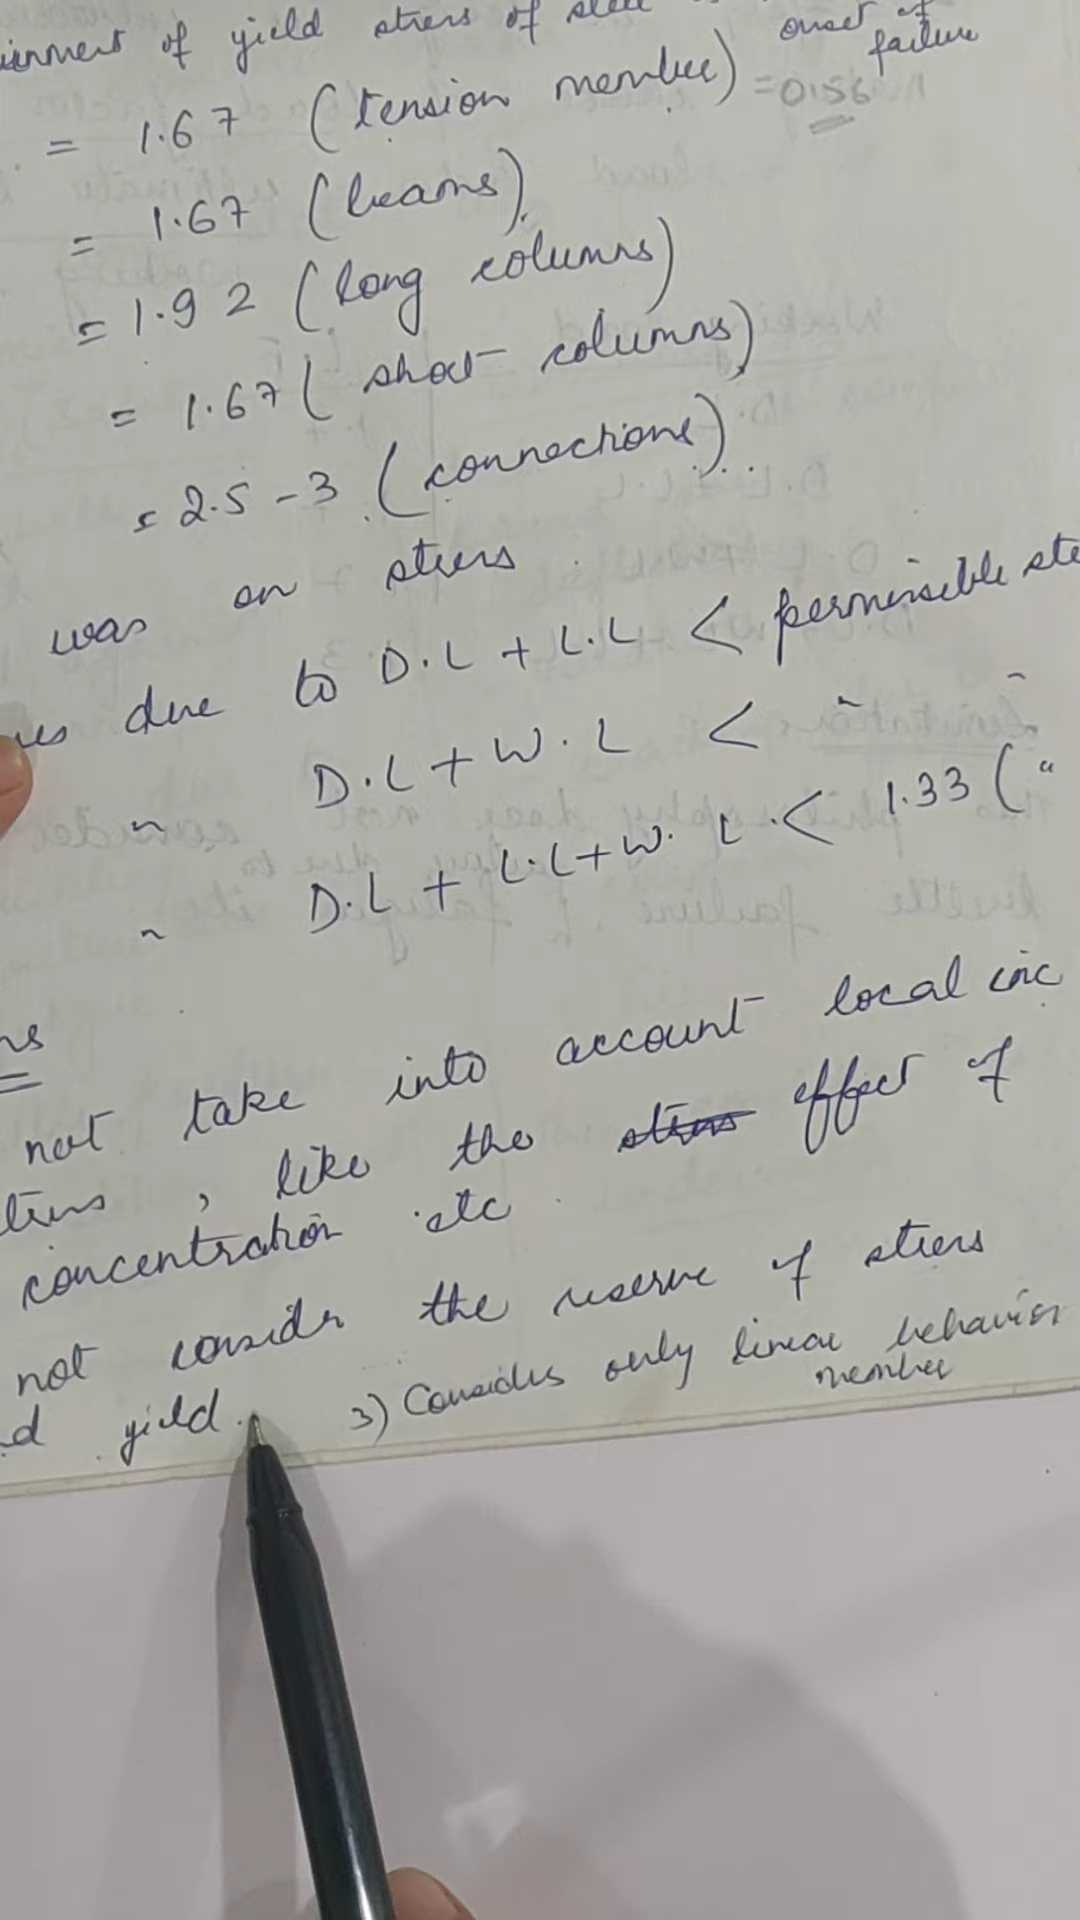 of yield stress of steel
onset of
failure
= 1.67 (tension member) = 0.56
= 1.67 (beams)
= 1.92 (long columns)
= 1.67 (short columns)
= 2.5 - 3 (connections)
was on stress
due to D.L + L.L < permissible
" D.L + W.L < " "
" D.L + L.L + W.L < 1.33 ( "
not take into account local
, like the effect of
concentration etc
not consider the reserve of stress
yield. 3) Considers only linear behavior
member